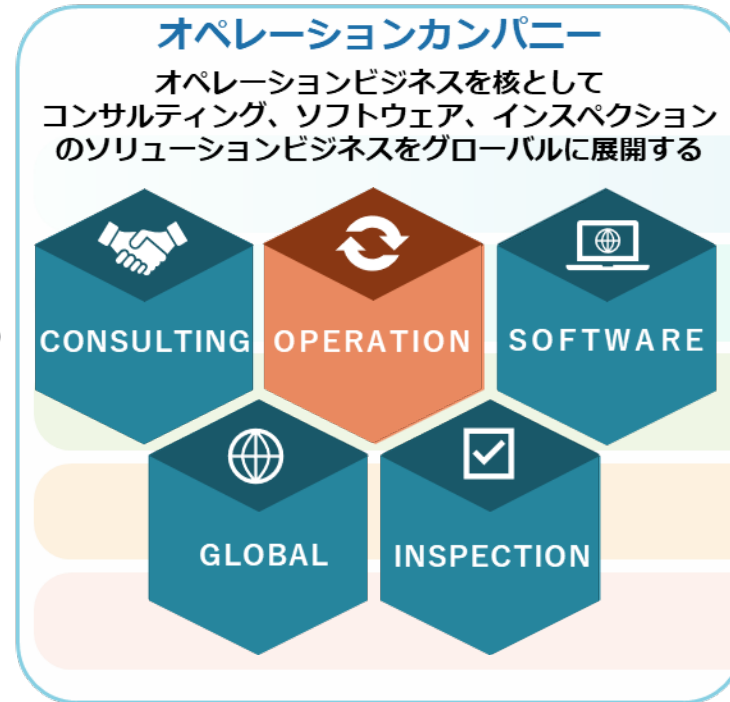 オペレーションカンパニー
オペレーションビジネスを核として
コンサルティング、ソフトウェア、インスペクション
のソリューションビジネスをグローバルに展開する
CONSULTING
OPERATION
SOFTWARE
GLOBAL
INSPECTION